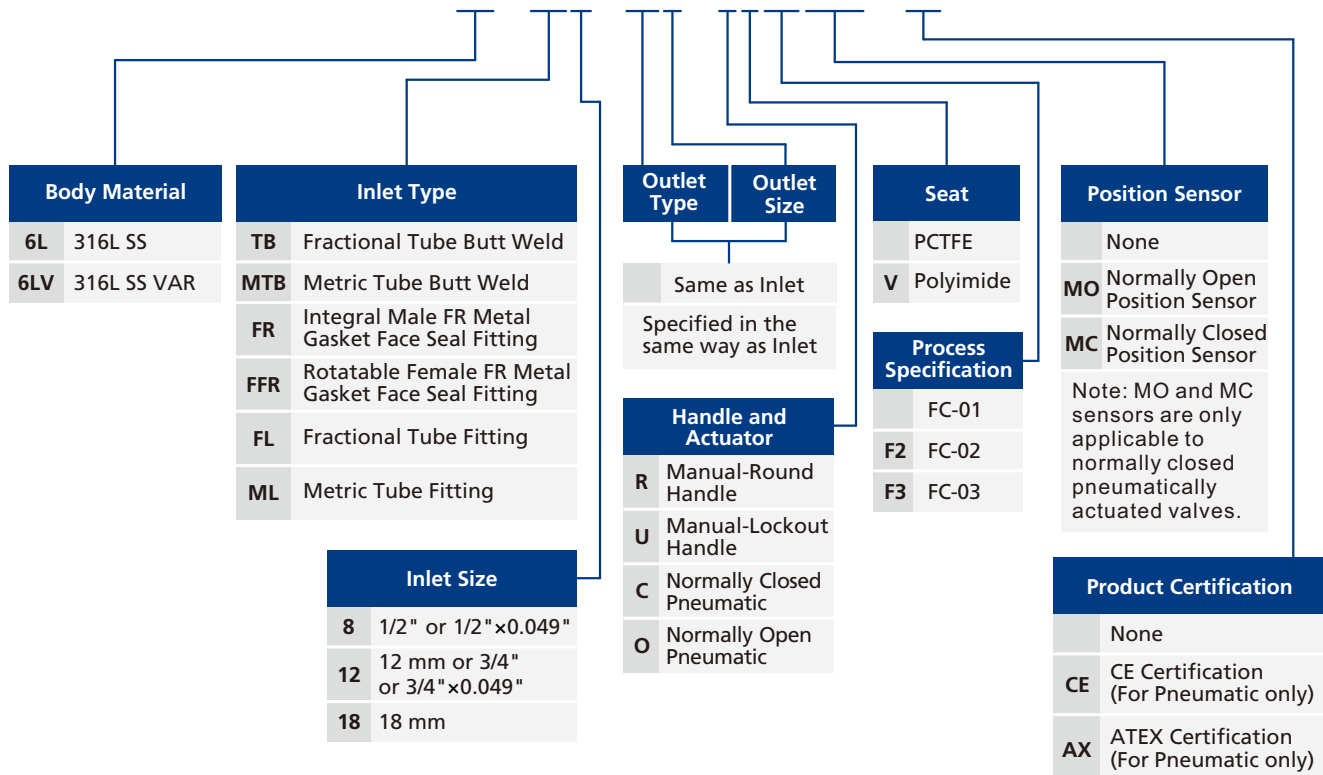 Body Material
6L 316L SS
6LV 316L SS VAR
Inlet Type
TB Fractional Tube Butt Weld
MTB Metric Tube Butt Weld
FR Integral Male FR Metal
Gasket Face Seal Fitting
FFR Rotatable Female FR Metal
Gasket Face Seal Fitting
FL Fractional Tube Fitting
ML Metric Tube Fitting
Inlet Size
8 1/2" or 1/2"×0.049"
12 12 mm or 3/4"
or 3/4"×0.049"
18 18 mm
Outlet
Type
Outlet
Size
Same as Inlet
Specified in the
same way as Inlet
Handle and
Actuator
R Manual-Round
Handle
U Manual-Lockout
Handle
C Normally Closed
Pneumatic
O Normally Open
Pneumatic
Seat
PCTFE
V Polyimide
Process
Specification
FC-01
F2 FC-02
F3 FC-03
Position Sensor
None
MO Normally Open
Position Sensor
MC Normally Closed
Position Sensor
Note: MO and MC
sensors are only
applicable to
normally closed
pneumatically
actuated valves.
Product Certification
None
CE CE Certification
(For Pneumatic only)
AX ATEX Certification
(For Pneumatic only)